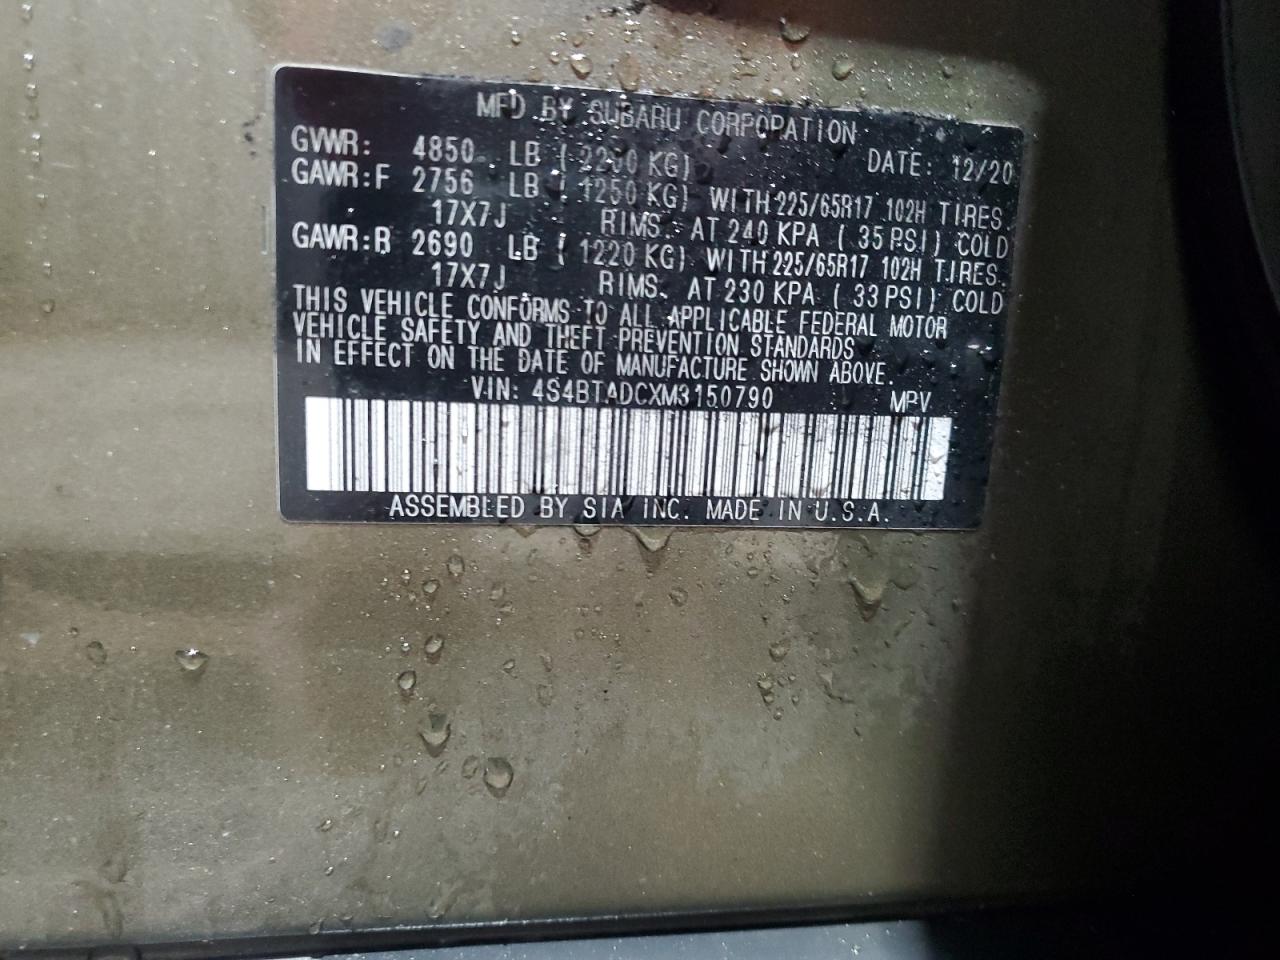 MFD BY SUBARU CORPORATION
GVWR: 4850 LB ( 2200 KG) DATE: 12/20
GAWR:F 2756 LB ( 1250 KG) WITH 225/65R17 102H TIRES.
17X7J RIMS. AT 240 KPA ( 35 PSI) COLD
GAWR:R 2690 LB ( 1220 KG) WITH 225/65R17 102H TIRES.
17X7J RIMS. AT 230 KPA ( 33 PSI) COLD
THIS VEHICLE CONFORMS TO ALL APPLICABLE FEDERAL MOTOR
VEHICLE SAFETY AND THEFT PREVENTION STANDARDS
IN EFFECT ON THE DATE OF MANUFACTURE SHOWN ABOVE.
VIN: 4S4BTADCXM3150790 MPV
ASSEMBLED BY SIA INC. MADE IN U.S.A.